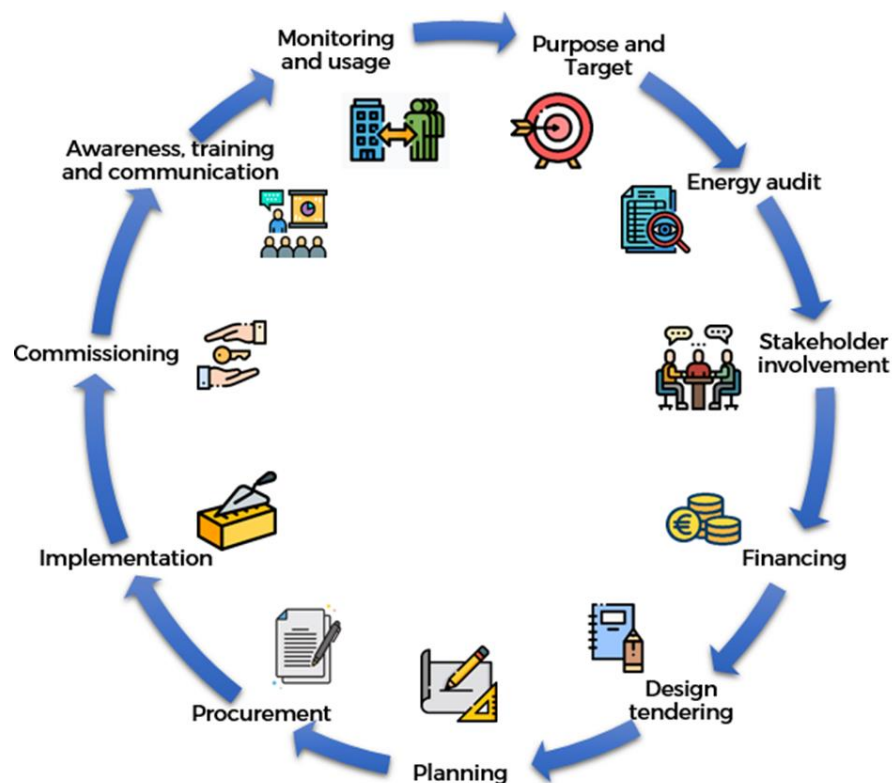 Monitoring
and usage
Purpose and
Target
Energy audit
Stakeholder
involvement
Financing
Design
tendering
Planning
Procurement
Implementation
Commissioning
Awareness, training
and communication
€